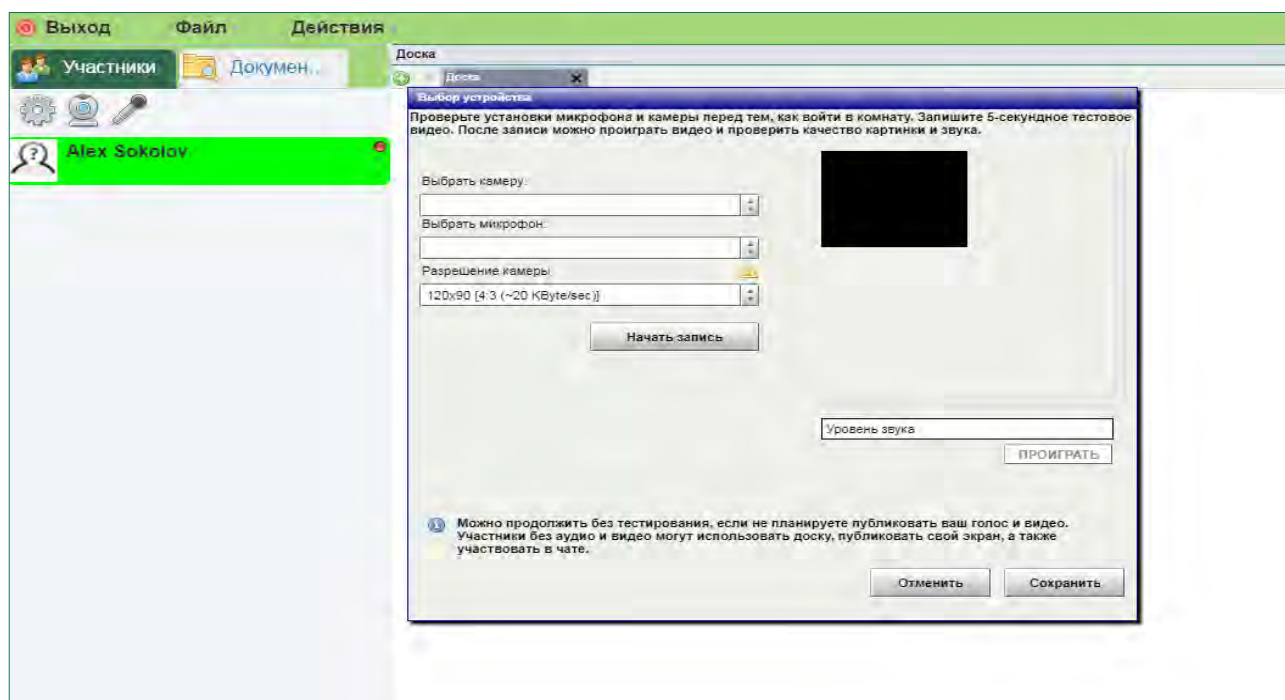 Выход Файл Действия
Участники Докумен...
Alex Sokolov
Доска
Доска
Выбор устройства
Проверьте установки микрофона и камеры перед тем, как войти в комнату. Запишите 5-секундное тестовое
видео. После записи можно проиграть видео и проверить качество картинки и звука.
Выбрать камеру:
Выбрать микрофон:
Разрешение камеры
120x90 [4:3 (~20 KByte/sec)]
Начать запись
Уровень звука
ПРОИГРАТЬ
Можно продолжить без тестирования, если не планируете публиковать ваш голос и видео.
Участники без аудио и видео могут использовать доску, публиковать свой экран, а также
участвовать в чате.
Отменить Сохранить